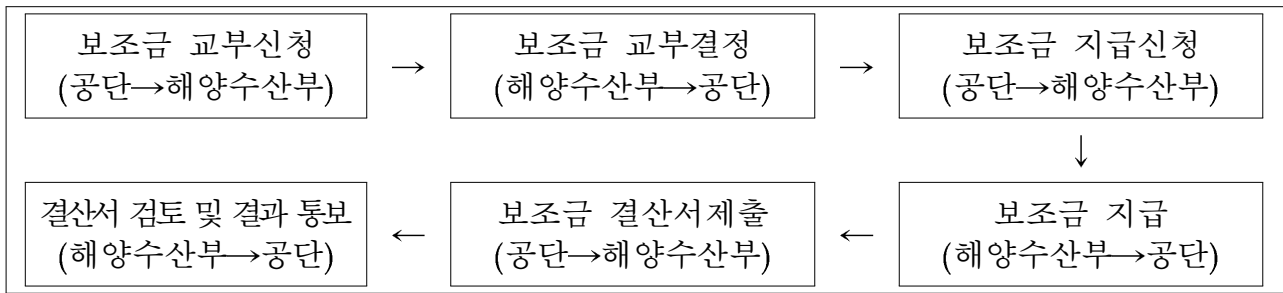 보조금 교부신청
(공단→해양수산부)
→
보조금 교부결정
(해양수산부→공단)
→
보조금 지급신청
(공단→해양수산부)
↓
보조금 지급
(해양수산부→공단)
←
보조금 결산서제출
(공단→해양수산부)
←
결산서 검토 및 결과 통보
(해양수산부→공단)